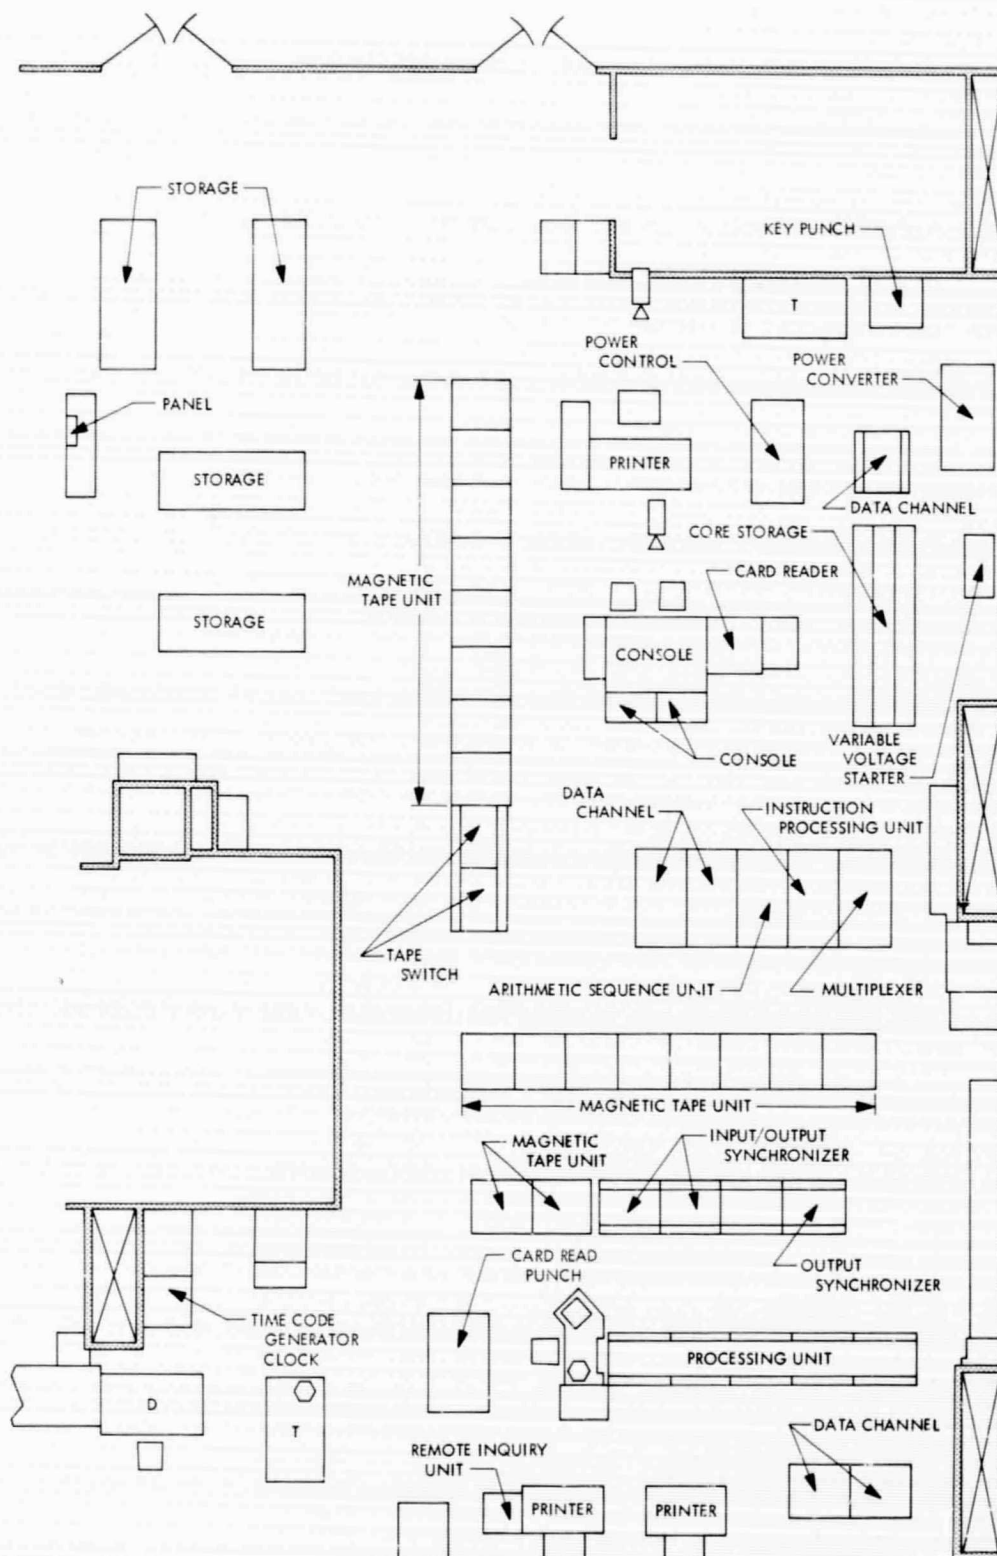 STORAGE
KEY PUNCH
T
POWER
CONTROL
POWER
CONVERTER
PANEL
PRINTER
STORAGE
DATA CHANNEL
CORE STORAGE
CARD READER
MAGNETIC
TAPE UNIT
STORAGE
CONSOLE
VARIABLE
VOLTAGE
STARTER
CONSOLE
DATA
CHANNEL
INSTRUCTION
PROCESSING UNIT
TAPE
SWITCH
APITHMETIC SEQUENCE UNIT
MULTIPLEXER
MAGNETIC TAPE UNIT
MAGNETIC
TAPE UNIT
INPUT/OUTPUT
SYNCHRONIZER
CARD READ
PUNCH
OUTPUT
SYNCHRONIZER
TIME CODE
GENERATOR
CLOCK
PROCESSING UNIT
D
T
DATA CHANNEL
REMOTE INQUIRY
UNIT
PRINTER
PRINTER